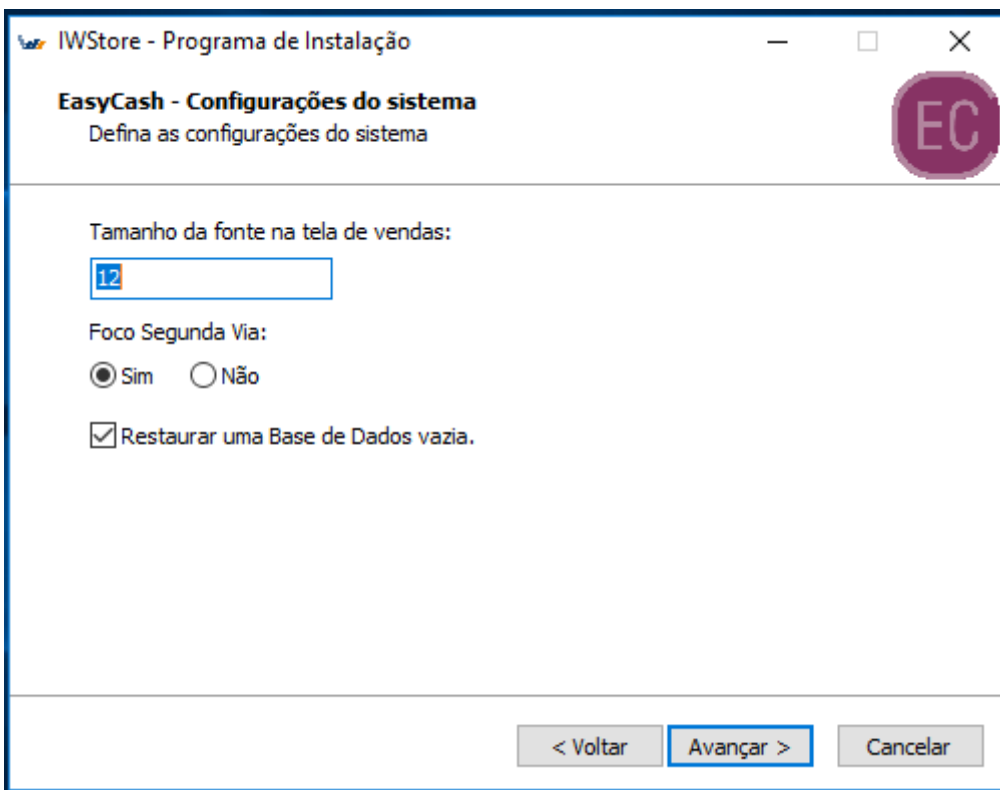 IWStore - Programa de Instalação
EasyCash - Configurações do sistema
Defina as configurações do sistema
EC
Tamanho da fonte na tela de vendas:
12
Foco Segunda Via:
Sim Não
Restaurar uma Base de Dados vazia.
< Voltar Avançar > Cancelar